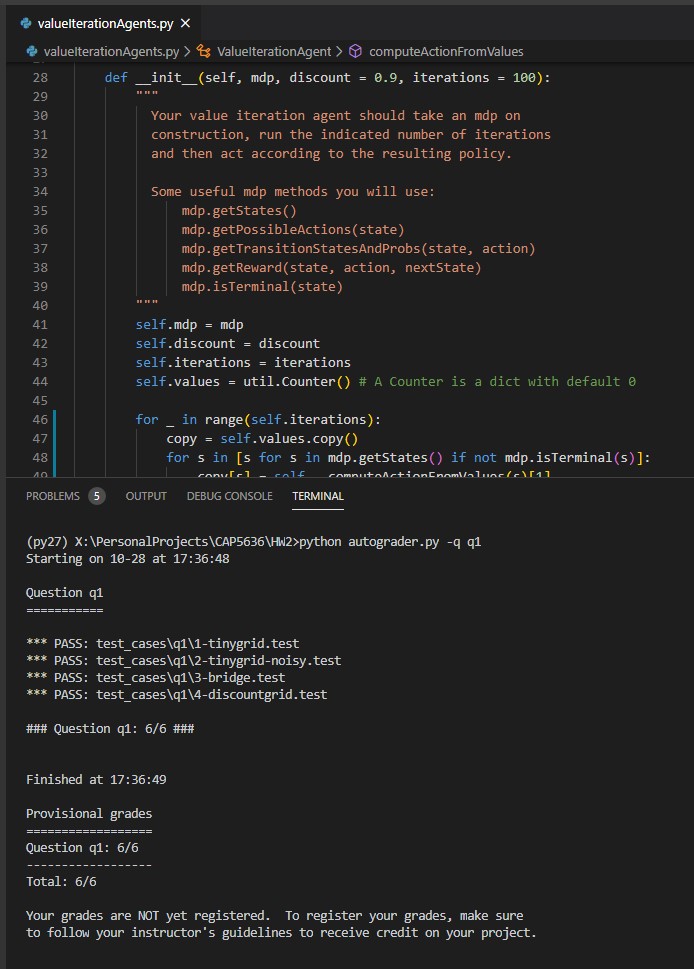 valueIterationAgents.py ×
valueIterationAgents.py > ValueIterationAgent > computeActionFromValues
28 def __init__(self, mdp, discount = 0.9, iterations = 100):
29 """
30 Your value iteration agent should take an mdp on
31 construction, run the indicated number of iterations
32 and then act according to the resulting policy.
33
34 Some useful mdp methods you will use:
35 mdp.getStates()
36 mdp.getPossibleActions(state)
37 mdp.getTransitionStatesAndProbs(state, action)
38 mdp.getReward(state, action, nextState)
39 mdp.isTerminal(state)
40 """
41 self.mdp = mdp
42 self.discount = discount
43 self.iterations = iterations
44 self.values = util.Counter() # A Counter is a dict with default 0
45
46 for _ in range(self.iterations):
47 copy = self.values.copy()
48 for s in [s for s in mdp.getStates() if not mdp.isTerminal(s)]:
49 copy[s] = self.__computeActionFromValues(s)[1]
PROBLEMS 5 OUTPUT DEBUG CONSOLE TERMINAL
(py27) X:\PersonalProjects\CAP5636\HW2>python autograder.py -q q1
Starting on 10-28 at 17:36:48
Question q1
===========
*** PASS: test_cases\q1\1-tinygrid.test
*** PASS: test_cases\q1\2-tinygrid-noisy.test
*** PASS: test_cases\q1\3-bridge.test
*** PASS: test_cases\q1\4-discountgrid.test
### Question q1: 6/6 ###
Finished at 17:36:49
Provisional grades
==================
Question q1: 6/6
------------------
Total: 6/6
Your grades are NOT yet registered.  To register your grades, make sure
to follow your instructor's guidelines to receive credit on your project.